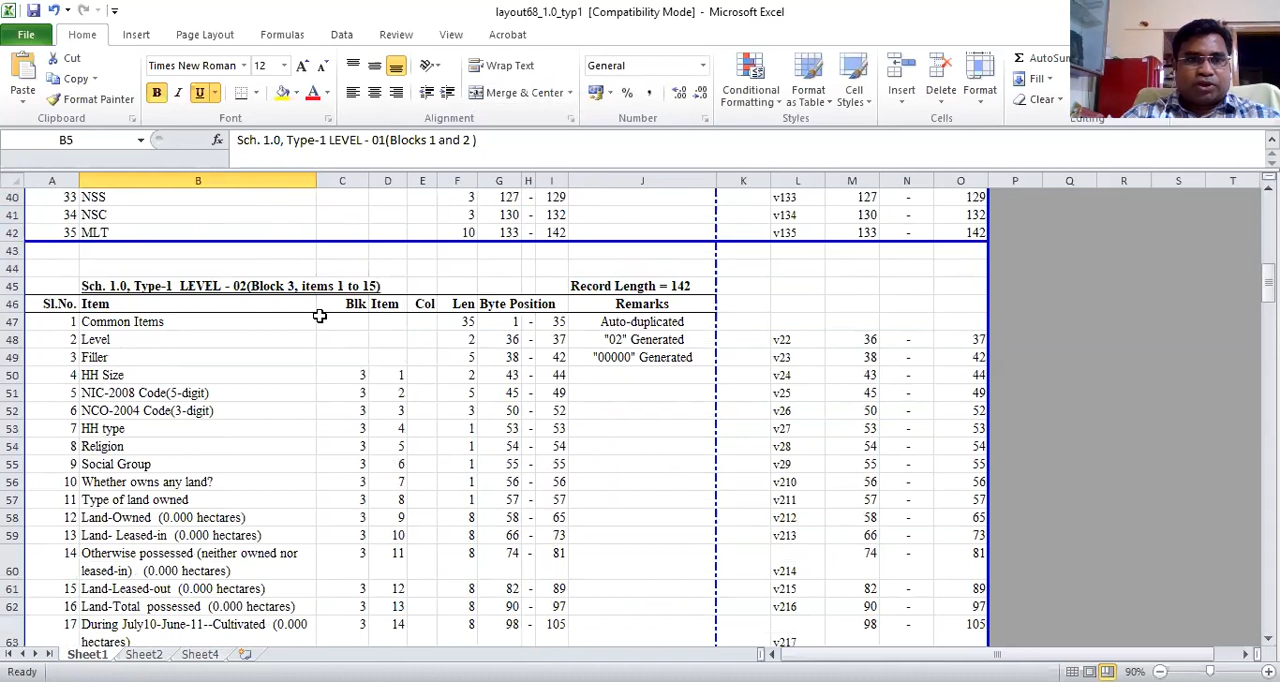 layout68_1.0_typ1 [Compatibility Mode] - Microsoft Excel
File Home Insert Page Layout Formulas Data Review View Acrobat
Cut
Copy
Format Painter
Paste
Clipboard
Times New Roman 12
B I U
Font
Wrap Text
Merge & Center
Alignment
General
% ,
Number
Conditional Formatting
Format as Table
Cell Styles
Styles
Insert Delete Format
Cells
AutoSum
Fill
Clear
Editing
B5 fx Sch. 1.0, Type-1 LEVEL - 01(Blocks 1 and 2 )
A B C D E F G H I J K L M N O P Q R S T
40 33 NSS 3 127 - 129 v133 127 - 129
41 34 NSC 3 130 - 132 v134 130 - 132
42 35 MLT 10 133 - 142 v135 133 - 142
43
44
45 Sch. 1.0, Type-1 LEVEL - 02(Block 3, items 1 to 15) Record Length = 142
46 Sl.No. Item Blk Item Col Len Byte Position Remarks
47 1 Common Items 35 1 - 35 Auto-duplicated
48 2 Level 2 36 - 37 "02" Generated v22 36 - 37
49 3 Filler 5 38 - 42 "00000" Generated v23 38 - 42
50 4 HH Size 3 1 2 43 - 44 v24 43 - 44
51 5 NIC-2008 Code(5-digit) 3 2 5 45 - 49 v25 45 - 49
52 6 NCO-2004 Code(3-digit) 3 3 3 50 - 52 v26 50 - 52
53 7 HH type 3 4 1 53 - 53 v27 53 - 53
54 8 Religion 3 5 1 54 - 54 v28 54 - 54
55 9 Social Group 3 6 1 55 - 55 v29 55 - 55
56 10 Whether owns any land? 3 7 1 56 - 56 v210 56 - 56
57 11 Type of land owned 3 8 1 57 - 57 v211 57 - 57
58 12 Land-Owned (0.000 hectares) 3 9 8 58 - 65 v212 58 - 65
59 13 Land- Leased-in (0.000 hectares) 3 10 8 66 - 73 v213 66 - 73
14 Otherwise possessed (neither owned nor 3 11 8 74 - 81 74 - 81
60 leased-in) (0.000 hectares) v214
61 15 Land-Leased-out (0.000 hectares) 3 12 8 82 - 89 v215 82 - 89
62 16 Land-Total possessed (0.000 hectares) 3 13 8 90 - 97 v216 90 - 97
17 During July10-June-11--Cultivated (0.000 3 14 8 98 - 105 98 - 105
63 hectares) v217
Sheet1 Sheet2 Sheet4
Ready 90%